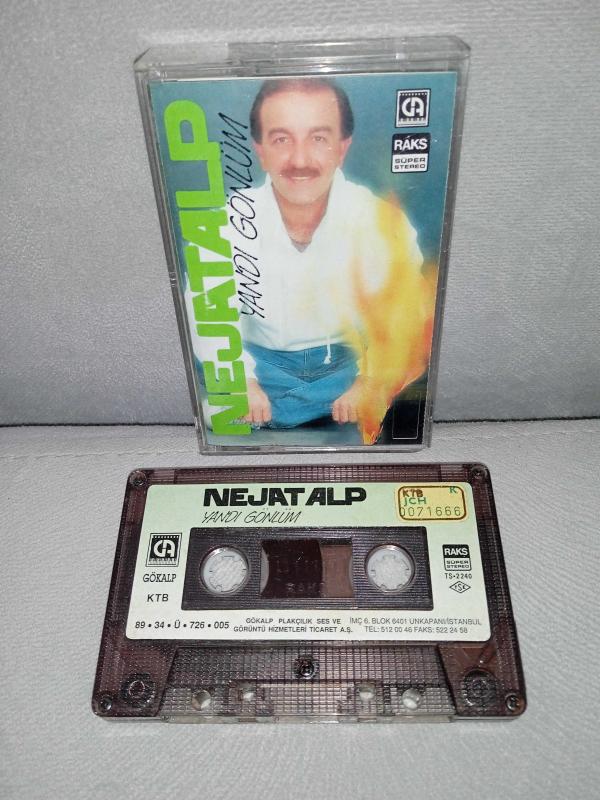 NEJAT ALP
YANDI GÖNLÜM
RAKS
SÜPER
STEREO
NEJAT ALP
YANDI GÖNLÜM
KTB K
JCH
0071666
GÖKALP
KTB
RAKS
SÜPER
STEREO
TS•2240
TSK
89 • 34 • Ü • 726 • 005
GÖKALP PLAKÇILIK SES VE
GÖRÜNTÜ HİZMETLERİ TİCARET A.Ş.
İMÇ 6. BLOK 6401 UNKAPANI/İSTANBUL
TEL: 512 00 46 FAKS: 522 24 58